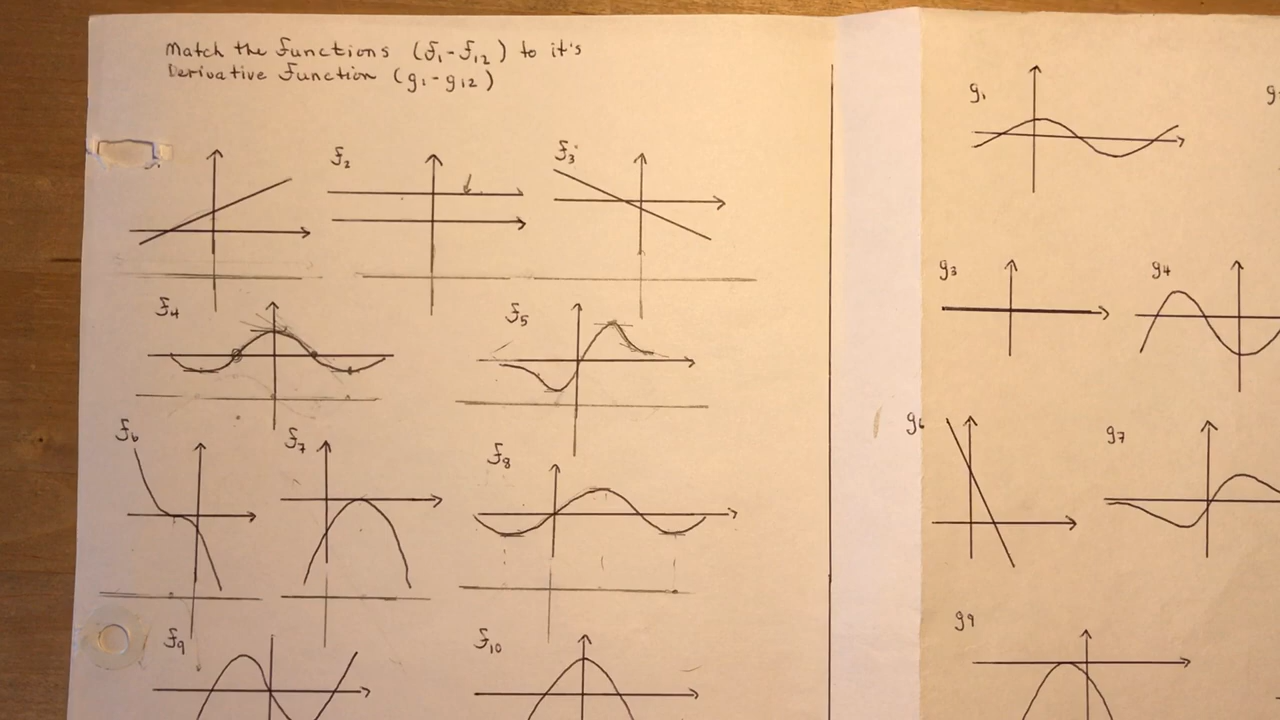 Match the functions (f₁-f₁₂) to it's
Derivative function (g₁-g₁₂)
f₂ f₃
f₄ f₅
f₆ f₇ f₈
f₉ f₁₀
g₁
g₃ g₄
g₆ g₇
g₉